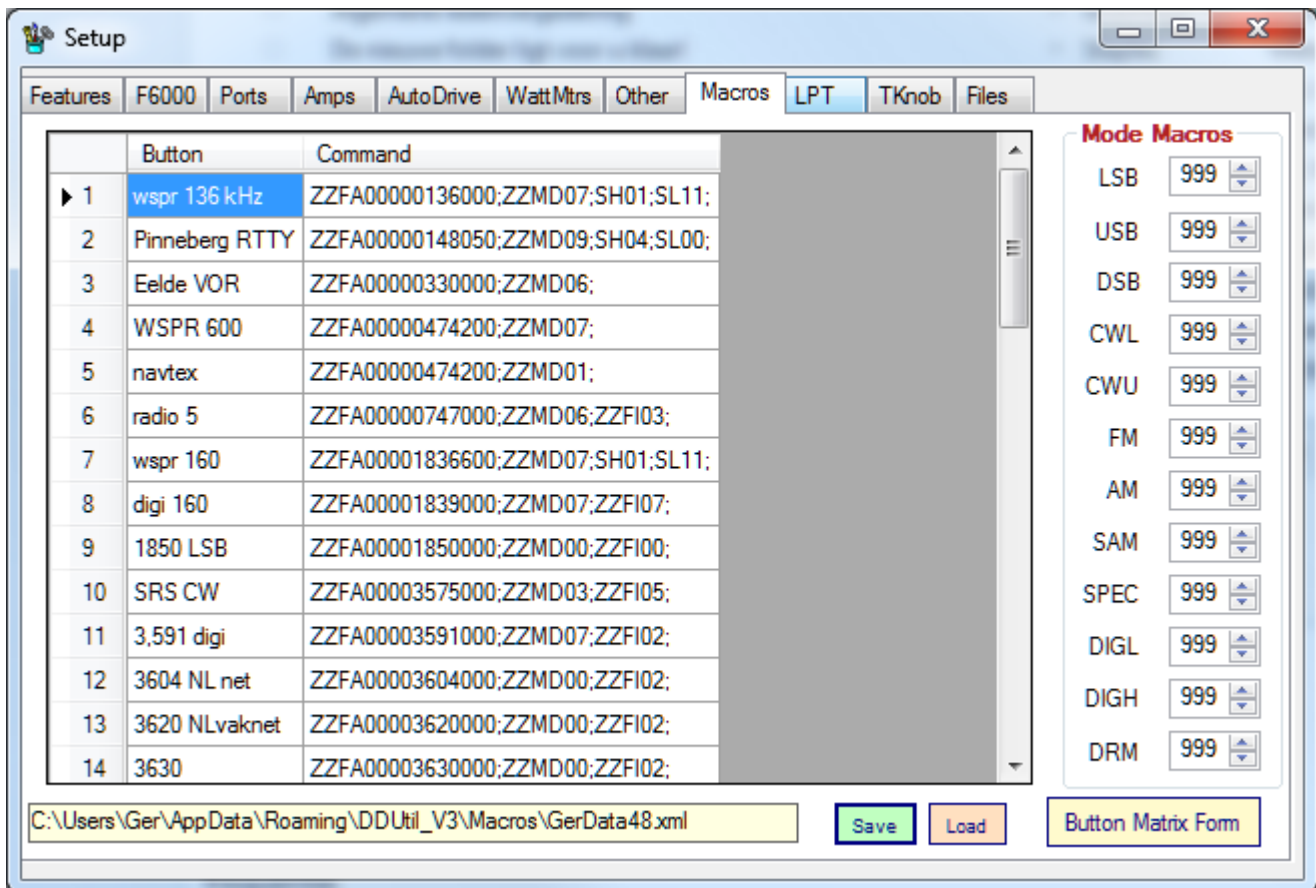 Setup
Features F6000 Ports Amps AutoDrive WattMtrs Other Macros LPT TKnob Files
Button Command
1 wspr 136 kHz ZZFA00000136000;ZZMD07;SH01;SL11;
2 Pinneberg RTTY ZZFA00000148050;ZZMD09;SH04;SL00;
3 Eelde VOR ZZFA00000330000;ZZMD06;
4 WSPR 600 ZZFA00000474200;ZZMD07;
5 navtex ZZFA00000474200;ZZMD01;
6 radio 5 ZZFA00000747000;ZZMD06;ZZFI03;
7 wspr 160 ZZFA00001836600;ZZMD07;SH01;SL11;
8 digi 160 ZZFA00001839000;ZZMD07;ZZFI07;
9 1850 LSB ZZFA00001850000;ZZMD00;ZZFI00;
10 SRS CW ZZFA00003575000;ZZMD03;ZZFI05;
11 3,591 digi ZZFA00003591000;ZZMD07;ZZFI02;
12 3604 NL net ZZFA00003604000;ZZMD00;ZZFI02;
13 3620 NLvaknet ZZFA00003620000;ZZMD00;ZZFI02;
14 3630 ZZFA00003630000;ZZMD00;ZZFI02;
Mode Macros
LSB 999
USB 999
DSB 999
CWL 999
CWU 999
FM 999
AM 999
SAM 999
SPEC 999
DIGL 999
DIGH 999
DRM 999
C:\Users\Ger\AppData\Roaming\DDUtil_V3\Macros\GerData48.xml Save Load Button Matrix Form